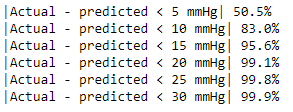 |Actual - predicted < 5 mmHg| 50.5%
|Actual - predicted < 10 mmHg| 83.0%
|Actual - predicted < 15 mmHg| 95.6%
|Actual - predicted < 20 mmHg| 99.1%
|Actual - predicted < 25 mmHg| 99.8%
|Actual - predicted < 30 mmHg| 99.9%